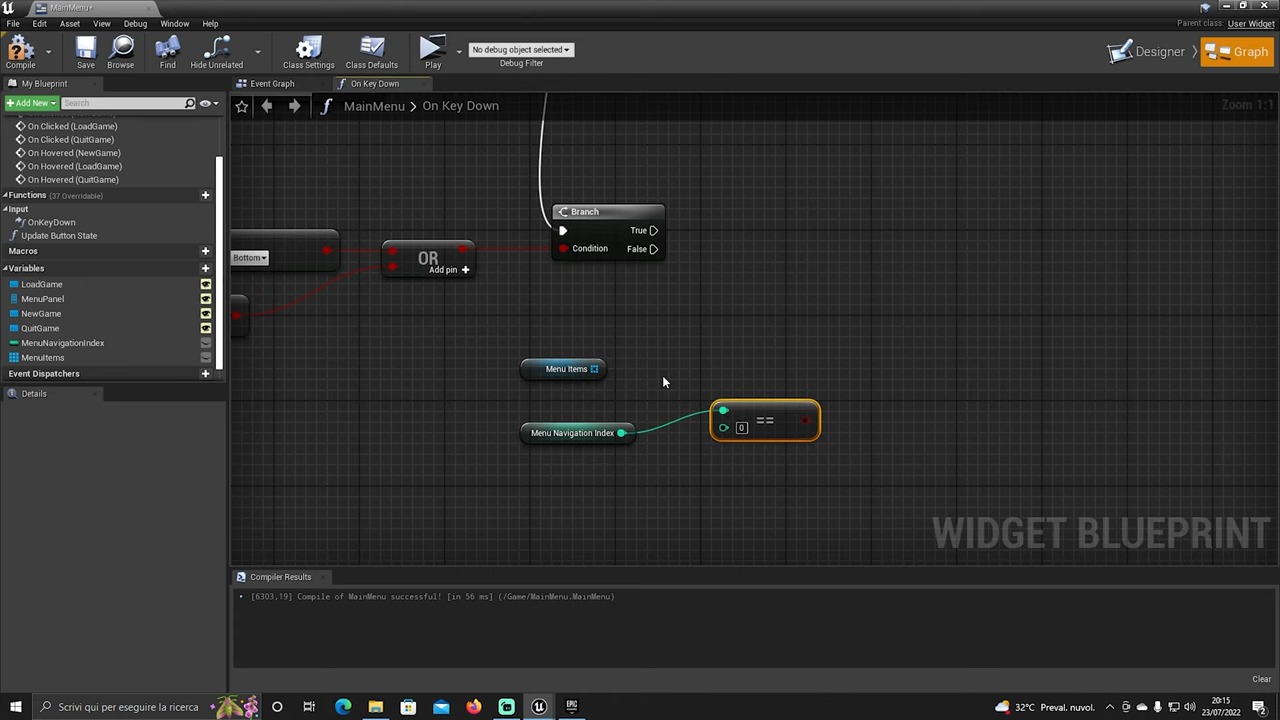 MainMenu*
File Edit Asset View Debug Window Help
Parent class: User Widget
Compile
Save
Browse
Find
Hide Unrelated
Class Settings
Class Defaults
Play
No debug object selected
Debug Filter
Designer
Graph
My Blueprint
Event Graph
On Key Down
+Add New
Search
MainMenu > On Key Down
Zoom 1:1
On Clicked (LoadGame)
On Clicked (QuitGame)
On Hovered (NewGame)
On Hovered (LoadGame)
On Hovered (QuitGame)
Functions (37 Overridable)
Input
OnKeyDown
Update Button State
Macros
Variables
LoadGame
MenuPanel
NewGame
QuitGame
MenuNavigationIndex
MenuItems
Event Dispatchers
Details
Branch
True
Condition
False
Bottom
OR
Add pin +
Menu Items
Menu Navigation Index
0
==
WIDGET BLUEPRINT
Compiler Results
[6303,19] Compile of MainMenu successful! [in 56 ms] (/Game/MainMenu.MainMenu)
Clear
Scrivi qui per eseguire la ricerca
EPIC
32°C Preval. nuvol.
20:15
23/07/2022
2